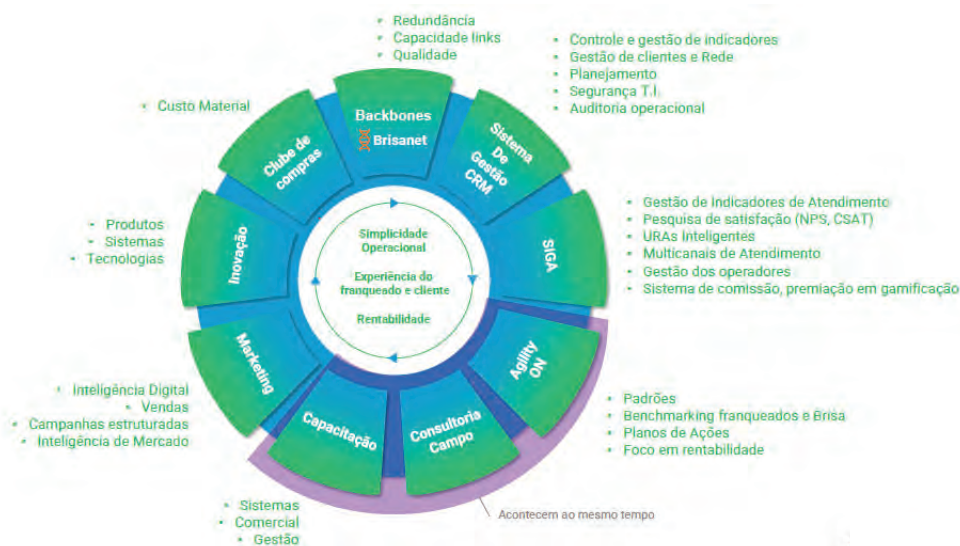 • Redundância
• Capacidade links
• Qualidade
• Controle e gestão de indicadores
• Gestão de clientes e Rede
• Planejamento
• Segurança T.I.
• Auditoria operacional
• Custo Material
Backbones
Brisanet
Sistema
De
Gestão
CRM
Clube de
compras
• Gestão de Indicadores de Atendimento
• Pesquisa de satisfação (NPS, CSAT)
• URAs Inteligentes
• Multicanais de Atendimento
• Gestão dos operadores
• Sistema de comissão, premiação em gamificação
SIGA
• Produtos
• Sistemas
• Tecnologias
Inovação
Simplicidade
Operacional
Experiência do
franqueado e cliente
Rentabilidade
Agility
ON
• Padrões
• Benchmarking franqueados e Brisa
• Planos de Ações
• Foco em rentabilidade
Marketing
• Inteligência Digital
• Vendas
• Campanhas estruturadas
• Inteligência de Mercado
Capacitação
Consultoria
Campo
• Sistemas
• Comercial
• Gestão
Acontecem ao mesmo tempo